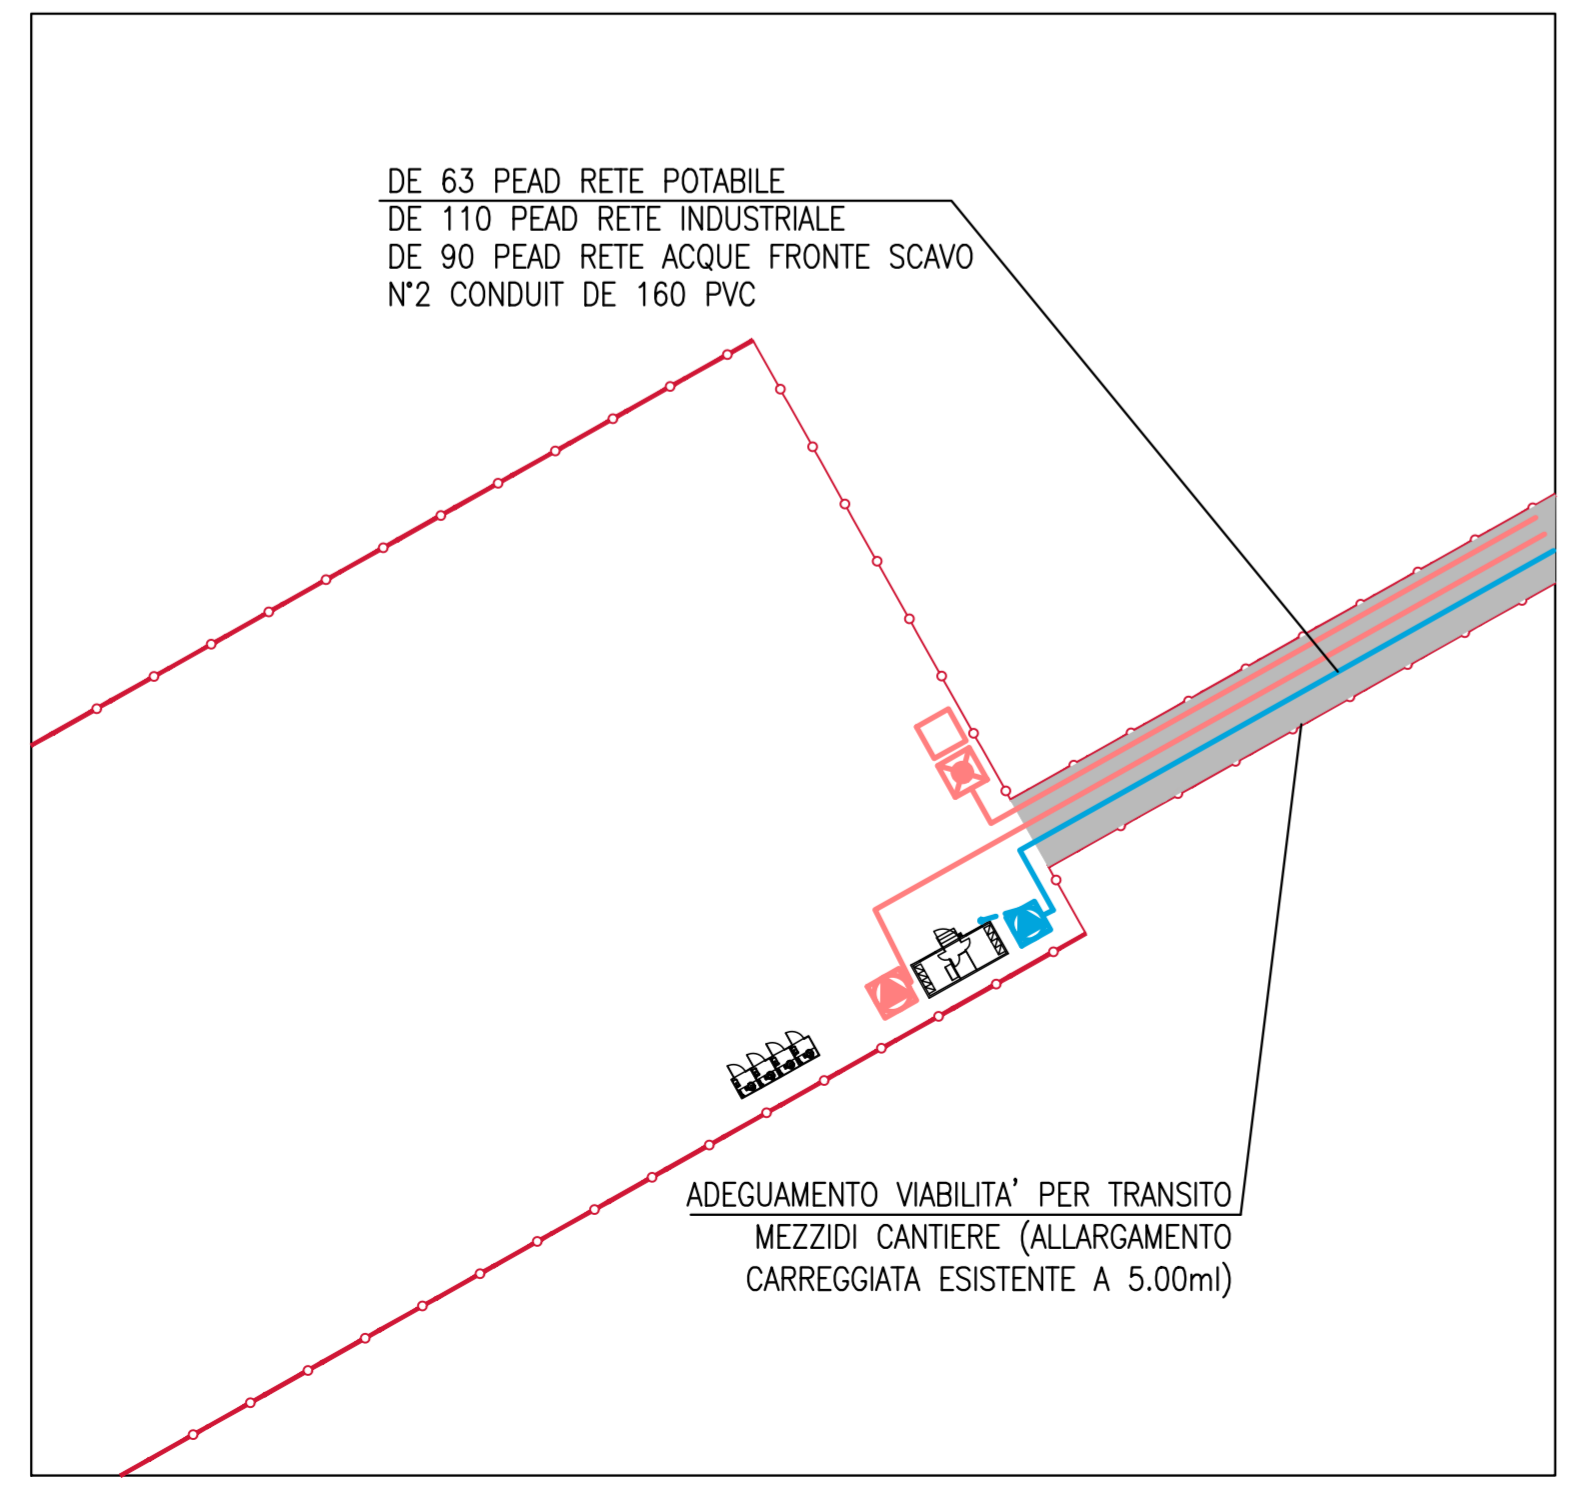 DE 63 PEAD RETE POTABILE
DE 110 PEAD RETE INDUSTRIALE
DE 90 PEAD RETE ACQUE FRONTE SCAVO
N°2 CONDUIT DE 160 PVC
ADEGUAMENTO VIABILITA' PER TRANSITO
MEZZIDI CANTIERE (ALLARGAMENTO
CARREGGIATA ESISTENTE A 5.00ml)